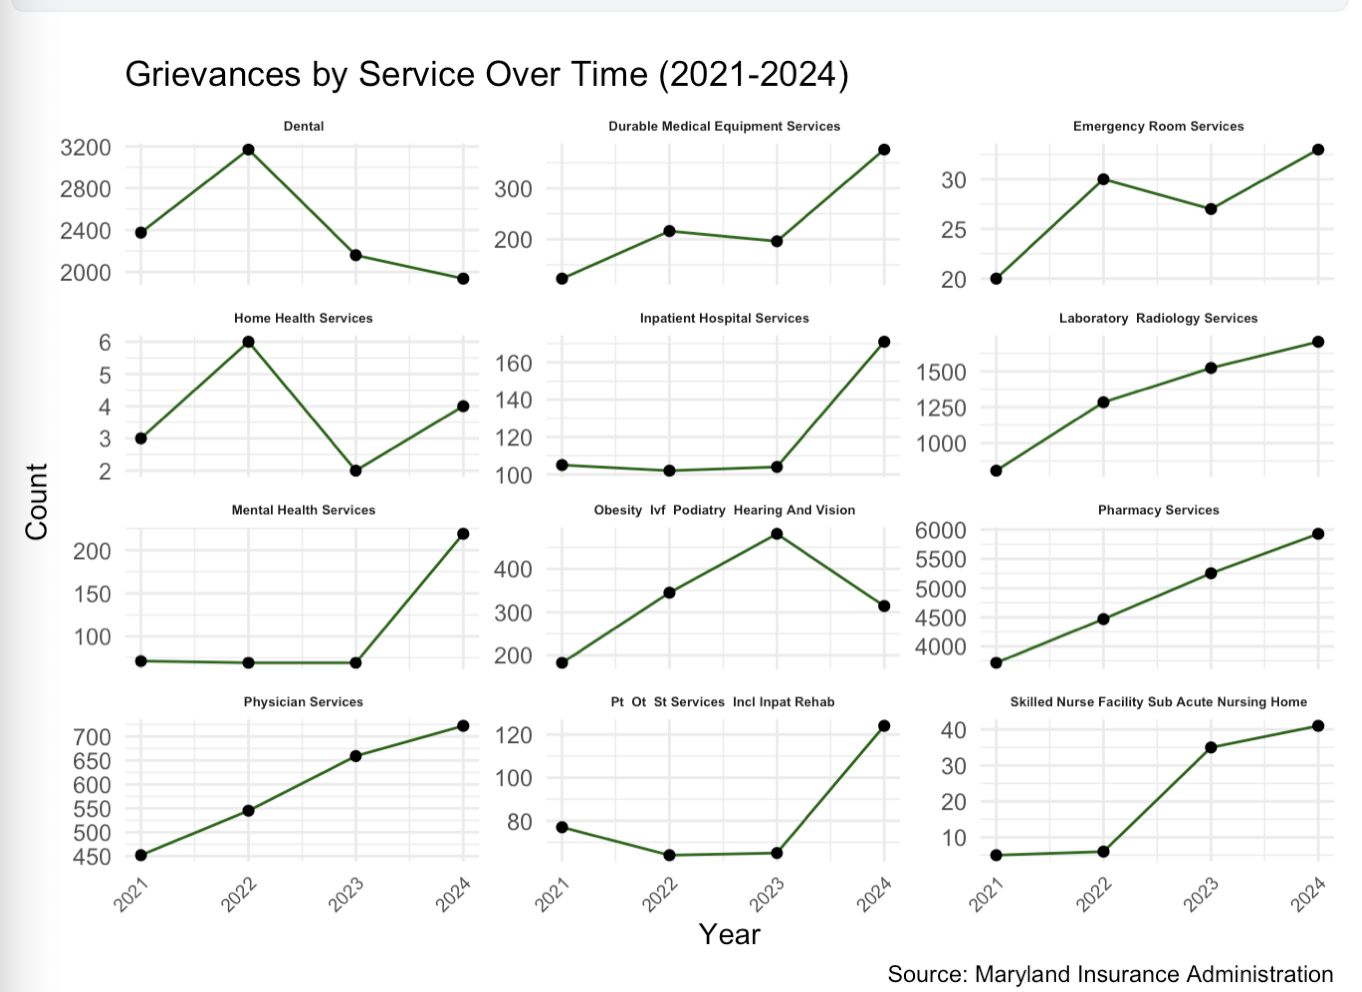 Grievances by Service Over Time (2021-2024)
Dental
3200
2800
2400
2000
Durable Medical Equipment Services
300
200
Emergency Room Services
30
25
20
Home Health Services
6
5
4
3
2
Inpatient Hospital Services
160
140
120
100
Laboratory  Radiology Services
1500
1250
1000
Count
Mental Health Services
200
150
100
Obesity  Ivf  Podiatry  Hearing And Vision
400
300
200
Pharmacy Services
6000
5500
5000
4500
4000
Physician Services
700
650
600
550
500
450
Pt  Ot  St Services  Incl Inpat Rehab
120
100
80
Skilled Nurse Facility Sub Acute Nursing Home
40
30
20
10
2021 2022 2023 2024
2021 2022 2023 2024
2021 2022 2023 2024
Year
Source: Maryland Insurance Administration